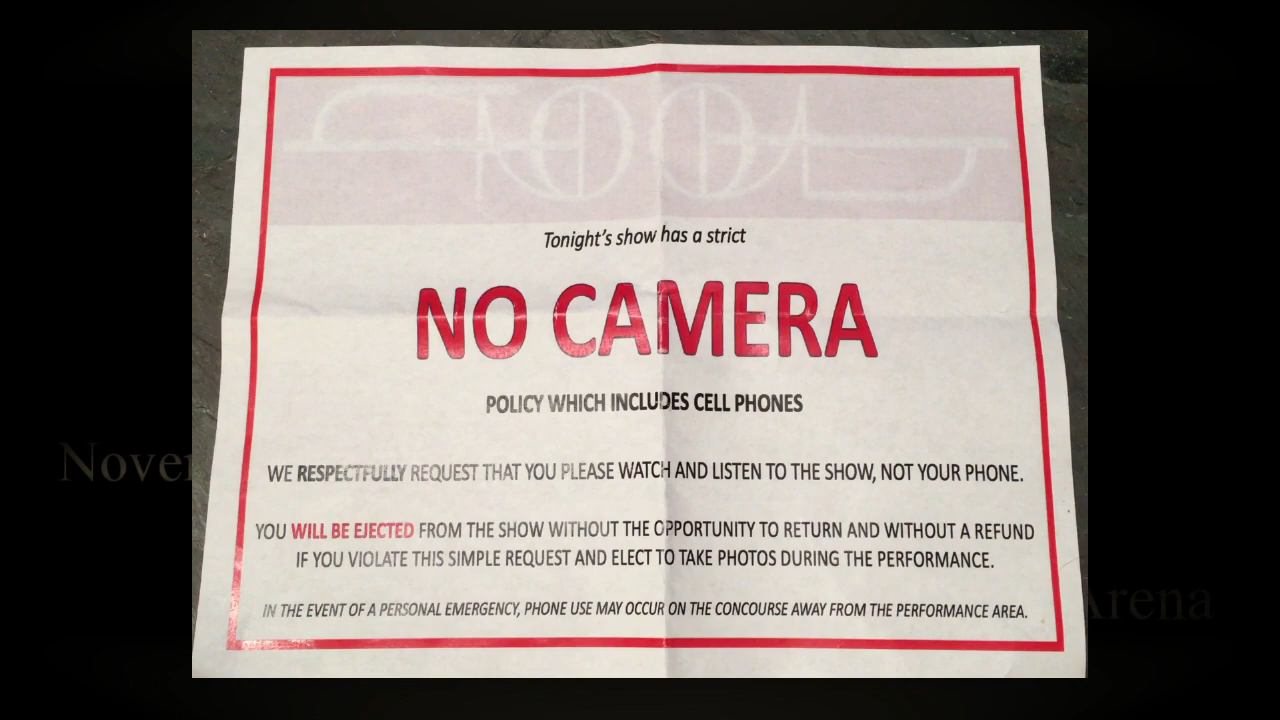 TOOL
Tonight's show has a strict
NO CAMERA
POLICY WHICH INCLUDES CELL PHONES
WE RESPECTFULLY REQUEST THAT YOU PLEASE WATCH AND LISTEN TO THE SHOW, NOT YOUR PHONE.
YOU WILL BE EJECTED FROM THE SHOW WITHOUT THE OPPORTUNITY TO RETURN AND WITHOUT A REFUND
IF YOU VIOLATE THIS SIMPLE REQUEST AND ELECT TO TAKE PHOTOS DURING THE PERFORMANCE.
IN THE EVENT OF A PERSONAL EMERGENCY, PHONE USE MAY OCCUR ON THE CONCOURSE AWAY FROM THE PERFORMANCE AREA.
Arena